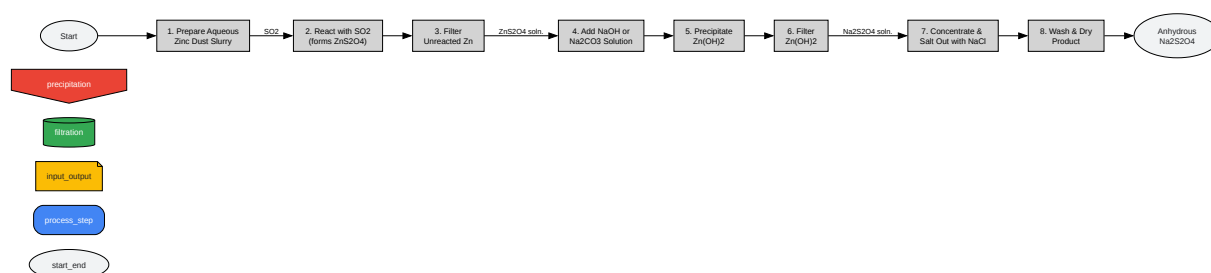 Start
1. Prepare Aqueous
Zinc Dust Slurry
SO2
2. React with SO2
(forms ZnS2O4)
3. Filter
Unreacted Zn
ZnS2O4 soln.
4. Add NaOH or
Na2CO3 Solution
5. Precipitate
Zn(OH)2
6. Filter
Zn(OH)2
Na2S2O4 soln.
7. Concentrate &
Salt Out with NaCl
8. Wash & Dry
Product
Anhydrous
Na2S2O4
precipitation
filtration
input_output
process_step
start_end